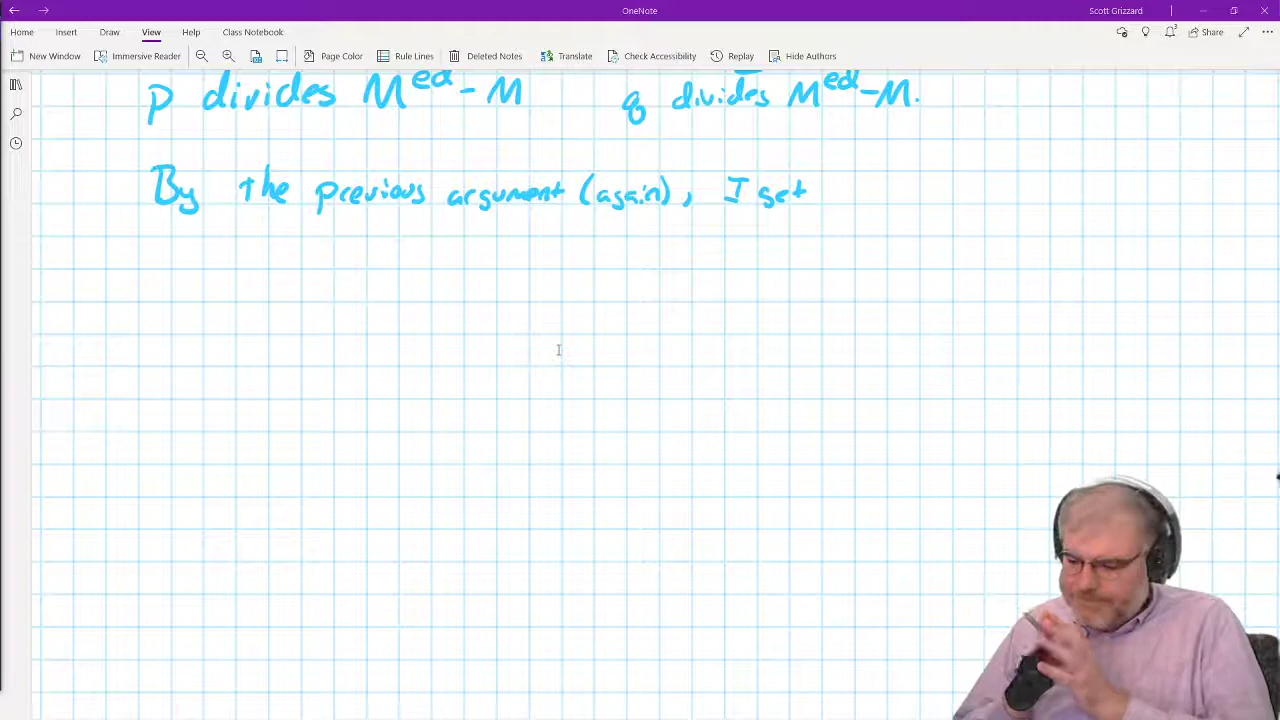 OneNote
Scott Grizzard
Home Insert Draw View Help Class Notebook
3
Share
New Window Immersive Reader Page Color Rule Lines Deleted Notes Translate Check Accessibility Replay Hide Authors
p divides M^ed - M q divides M^ed - M.
By the previous argument (again), I get